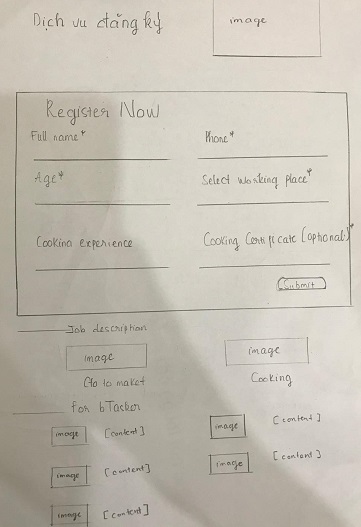 Dịch vụ đăng ký
image
Register Now
Full name* Phone*
Age* Select working place*
Cooking experience Cooking Certificate (optional)*
Submit
Job description
image image
Go to maket Cooking
for bTasker
image [content] image [content]
image [content] image [content]
image [content]